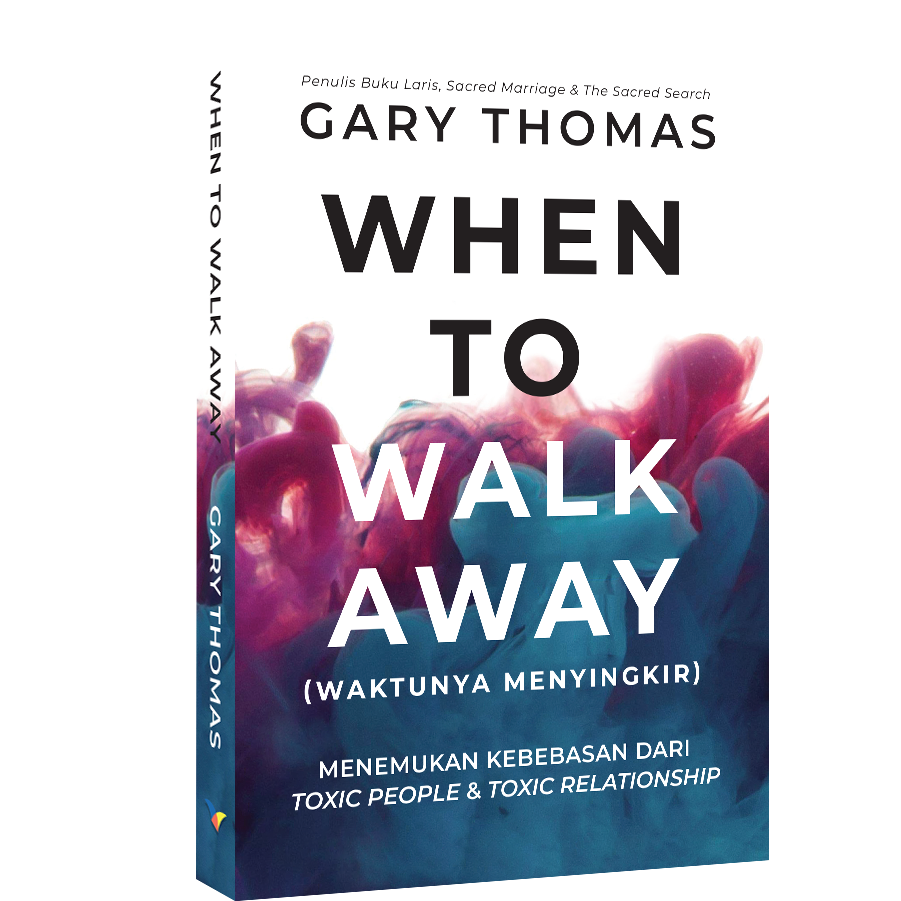 Penulis Buku Laris, Sacred Marriage & The Sacred Search
GARY THOMAS
WHEN
TO
WALK
AWAY
(WAKTUNYA MENYINGKIR)
MENEMUKAN KEBEBASAN DARI
TOXIC PEOPLE & TOXIC RELATIONSHIP
WHEN TO WALK AWAY GARY THOMAS